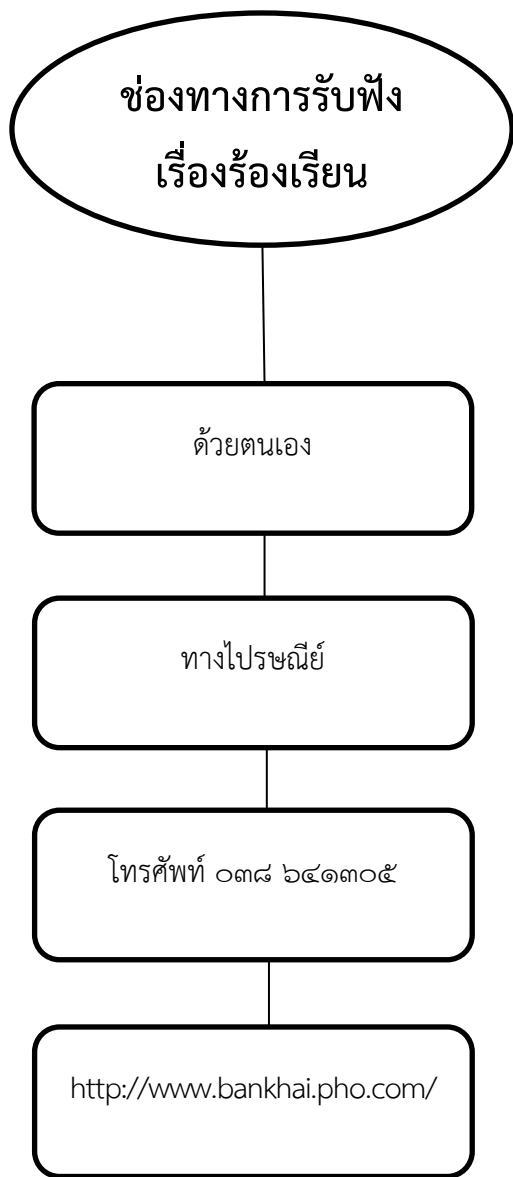 ช่องทางการรับฟัง
เรื่องร้องเรียน
ด้วยตนเอง
ทางไปรษณีย์
โทรศัพท์ ๐๓๘ ๖๔๑๓๐๕
http://www.bankhai.pho.com/